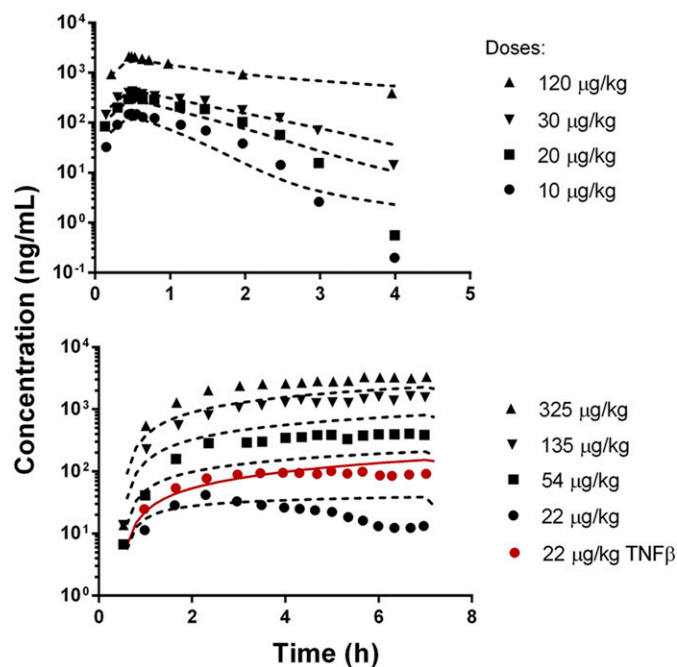 Concentration (ng/mL)
10⁴
10³
10²
10¹
10⁰
10⁻¹
0
1
2
3
4
5
Doses:
120 µg/kg
30 µg/kg
20 µg/kg
10 µg/kg
10⁴
10³
10²
10¹
10⁰
0
2
4
6
8
Time (h)
325 µg/kg
135 µg/kg
54 µg/kg
22 µg/kg
22 µg/kg TNFβ